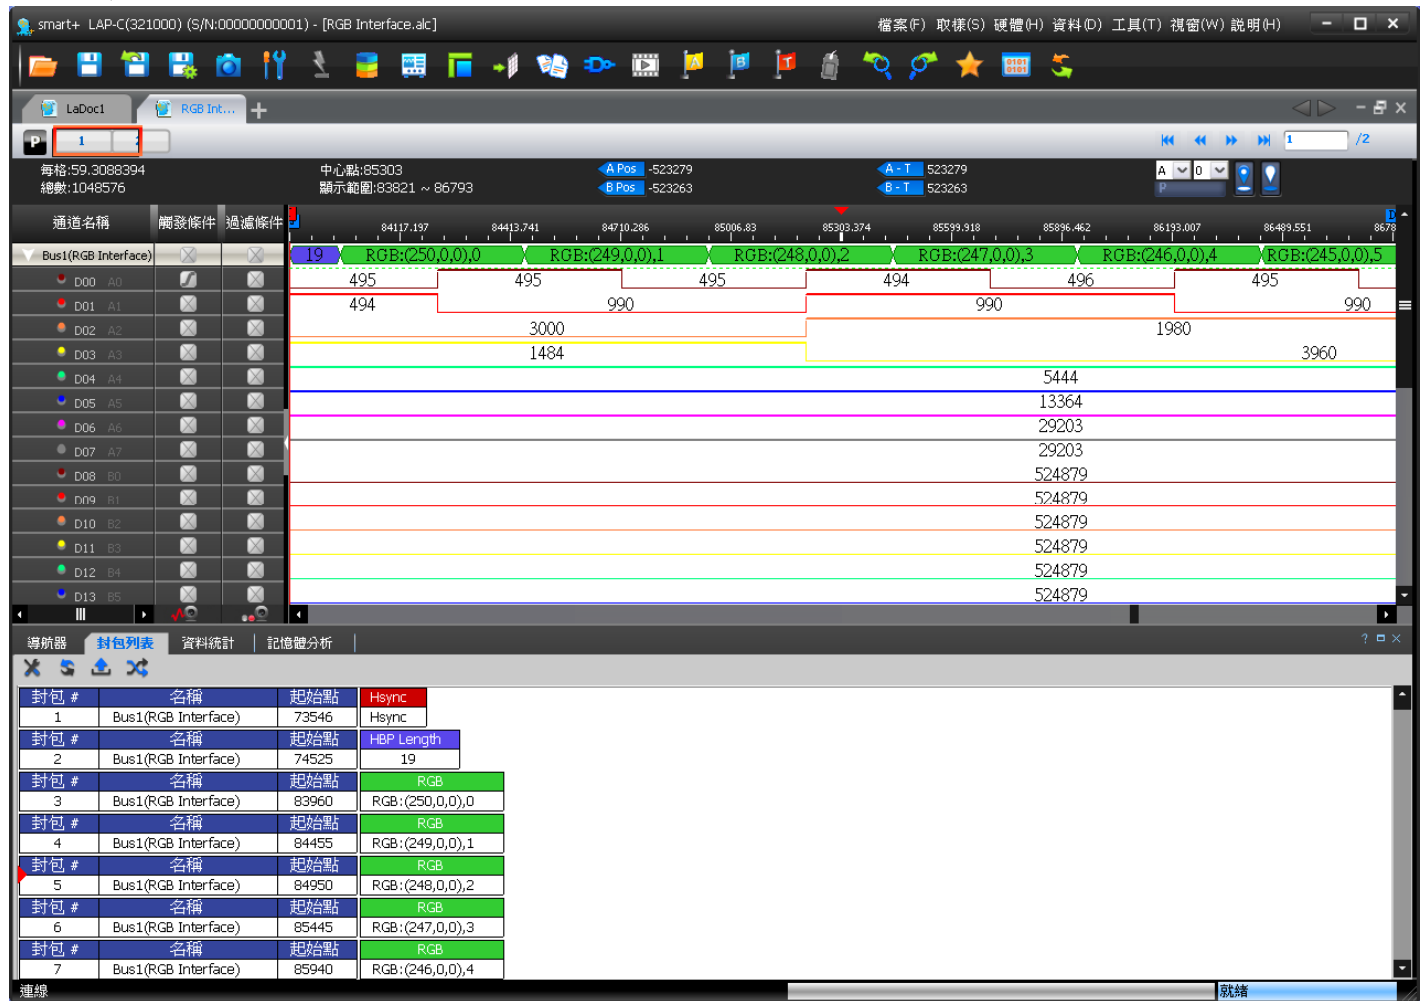 smart+ LAP-C(321000) (S/N:00000000001) - [RGB Interface.alc]
檔案(F) 取樣(S) 硬體(H) 資料(D) 工具(T) 視窗(W) 說明(H)
LaDoc1 RGB Int...
P 1 2 1 /2
每格:59.3088394 中心點:85303 A Pos -523279 A - T 523279 A 0
總數:1048576 顯示範圍:83821 ~ 86793 B Pos -523263 B - T 523263 P
通道名稱 觸發條件 過濾條件 84117.197 84413.741 84710.286 85006.83 85303.374 85599.918 85896.462 86193.007 86489.551 8678
Bus1(RGB Interface) 19 RGB:(250,0,0),0 RGB:(249,0,0),1 RGB:(248,0,0),2 RGB:(247,0,0),3 RGB:(246,0,0),4 RGB:(245,0,0),5
D00 A0 495 495 495 494 496 495
D01 A1 494 990 990 990
D02 A2 3000 1980
D03 A3 1484 3960
D04 A4 5444
D05 A5 13364
D06 A6 29203
D07 A7 29203
D08 B0 524879
D09 B1 524879
D10 B2 524879
D11 B3 524879
D12 B4 524879
D13 B5 524879
導航器 封包列表 資料統計 記憶體分析
封包 # 名稱 起始點 Hsync
1 Bus1(RGB Interface) 73546 Hsync
封包 # 名稱 起始點 HBP Length
2 Bus1(RGB Interface) 74525 19
封包 # 名稱 起始點 RGB
3 Bus1(RGB Interface) 83960 RGB:(250,0,0),0
封包 # 名稱 起始點 RGB
4 Bus1(RGB Interface) 84455 RGB:(249,0,0),1
封包 # 名稱 起始點 RGB
5 Bus1(RGB Interface) 84950 RGB:(248,0,0),2
封包 # 名稱 起始點 RGB
6 Bus1(RGB Interface) 85445 RGB:(247,0,0),3
封包 # 名稱 起始點 RGB
7 Bus1(RGB Interface) 85940 RGB:(246,0,0),4
連線 就緒